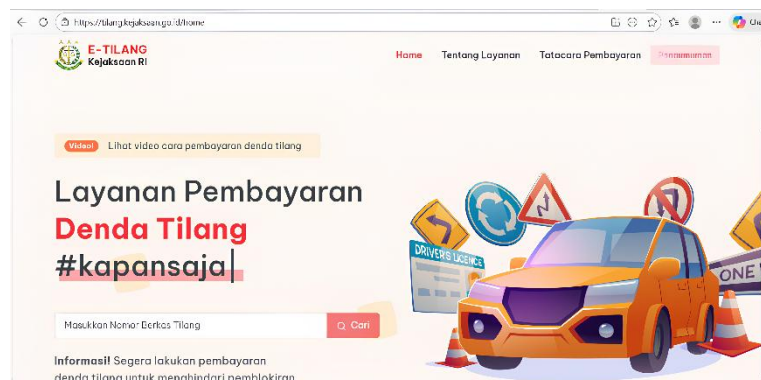 https://tilang.kejaksaan.go.id/home
E-TILANG
Kejaksaan RI
Home Tentang Layanan Tatacara Pembayaran Pengumuman
Video! Lihat video cara pembayaran denda tilang
Layanan Pembayaran
Denda Tilang
#kapansaja|
DRIVER'S LICENCE
ONE
Masukkan Nomor Berkas Tilang Cari
Informasi! Segera lakukan pembayaran
denda tilang untuk menghindari pemblokiran